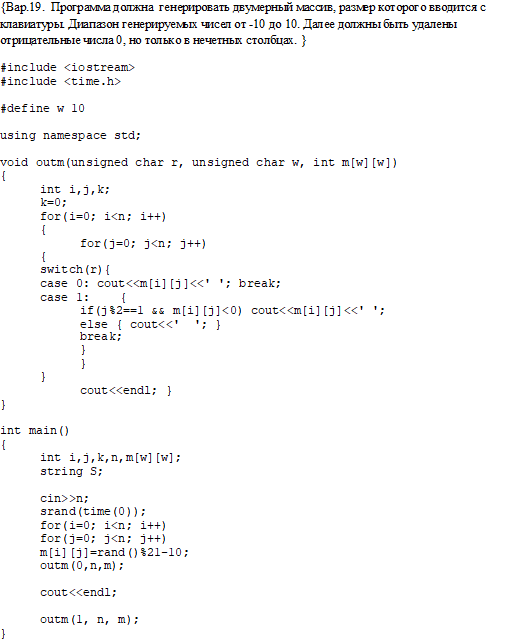 {Вар.19. Программа должна генерировать двумерный массив, размер которого вводится с
клавиатуры. Диапазон генерируемых чисел от -10 до 10. Далее должны быть удалены
отрицательные числа 0, но только в нечетных столбцах. }
#include <iostream>
#include <time.h>
#define w 10
using namespace std;
void outm(unsigned char r, unsigned char w, int m[w][w])
{
int i,j,k;
k=0;
for(i=0; i<n; i++)
{
for(j=0; j<n; j++)
{
switch(r){
case 0: cout<<m[i][j]<<' '; break;
case 1: {
if(j%2==1 && m[i][j]<0) cout<<m[i][j]<<' ';
else { cout<<'  '; }
break;
}
}
}
cout<<endl; }
}
int main()
{
int i,j,k,n,m[w][w];
string S;
cin>>n;
srand(time(0));
for(i=0; i<n; i++)
for(j=0; j<n; j++)
m[i][j]=rand()%21-10;
outm(0,n,m);
cout<<endl;
outm(1, n, m);
}